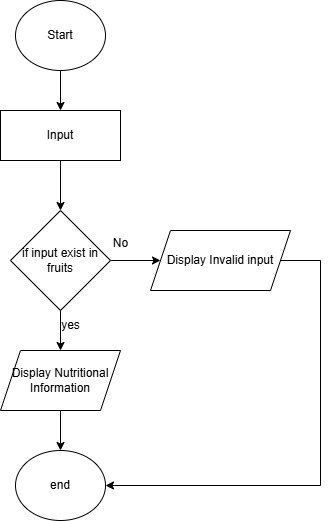 Start
Input
if input exist in
fruits
No
Display Invalid input
yes
Display Nutritional
Information
end